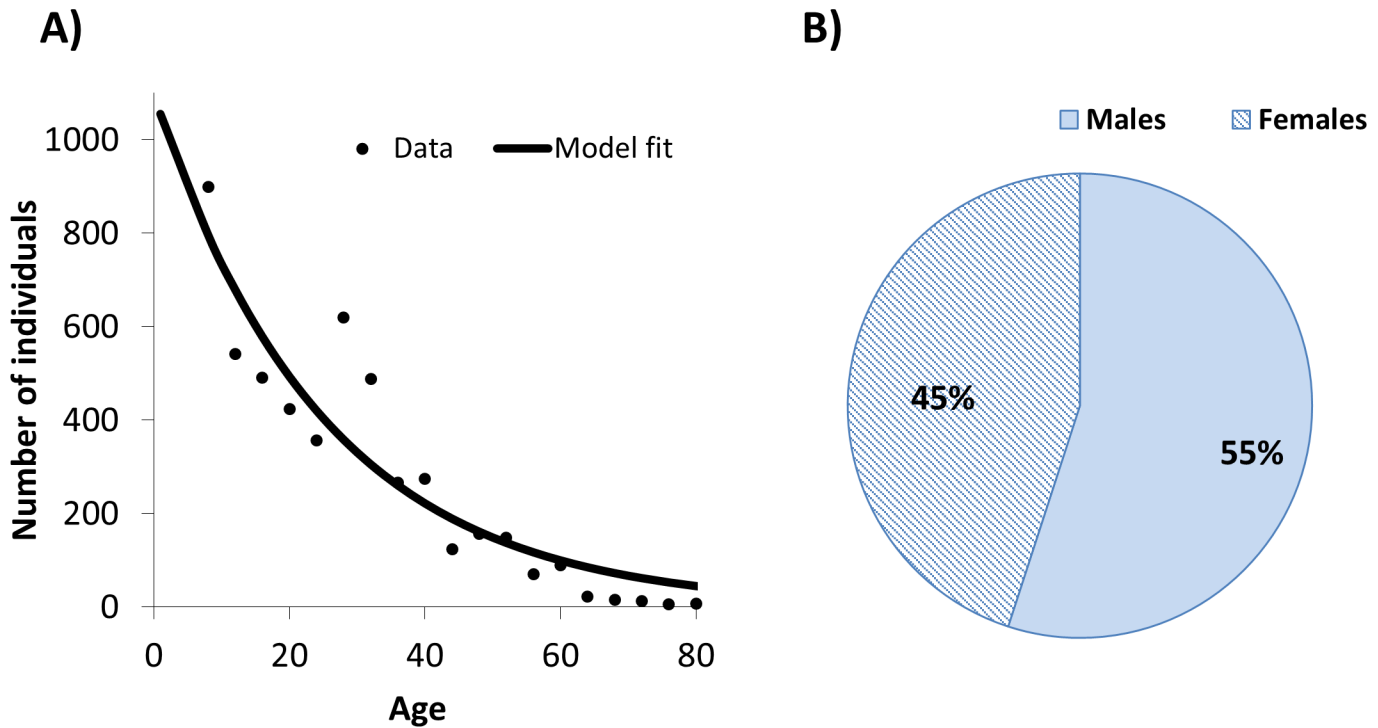 A)
Number of individuals
1000
800
600
400
200
0
Data
Model fit
0 20 40 60 80
Age
B)
Males Females
45%
55%